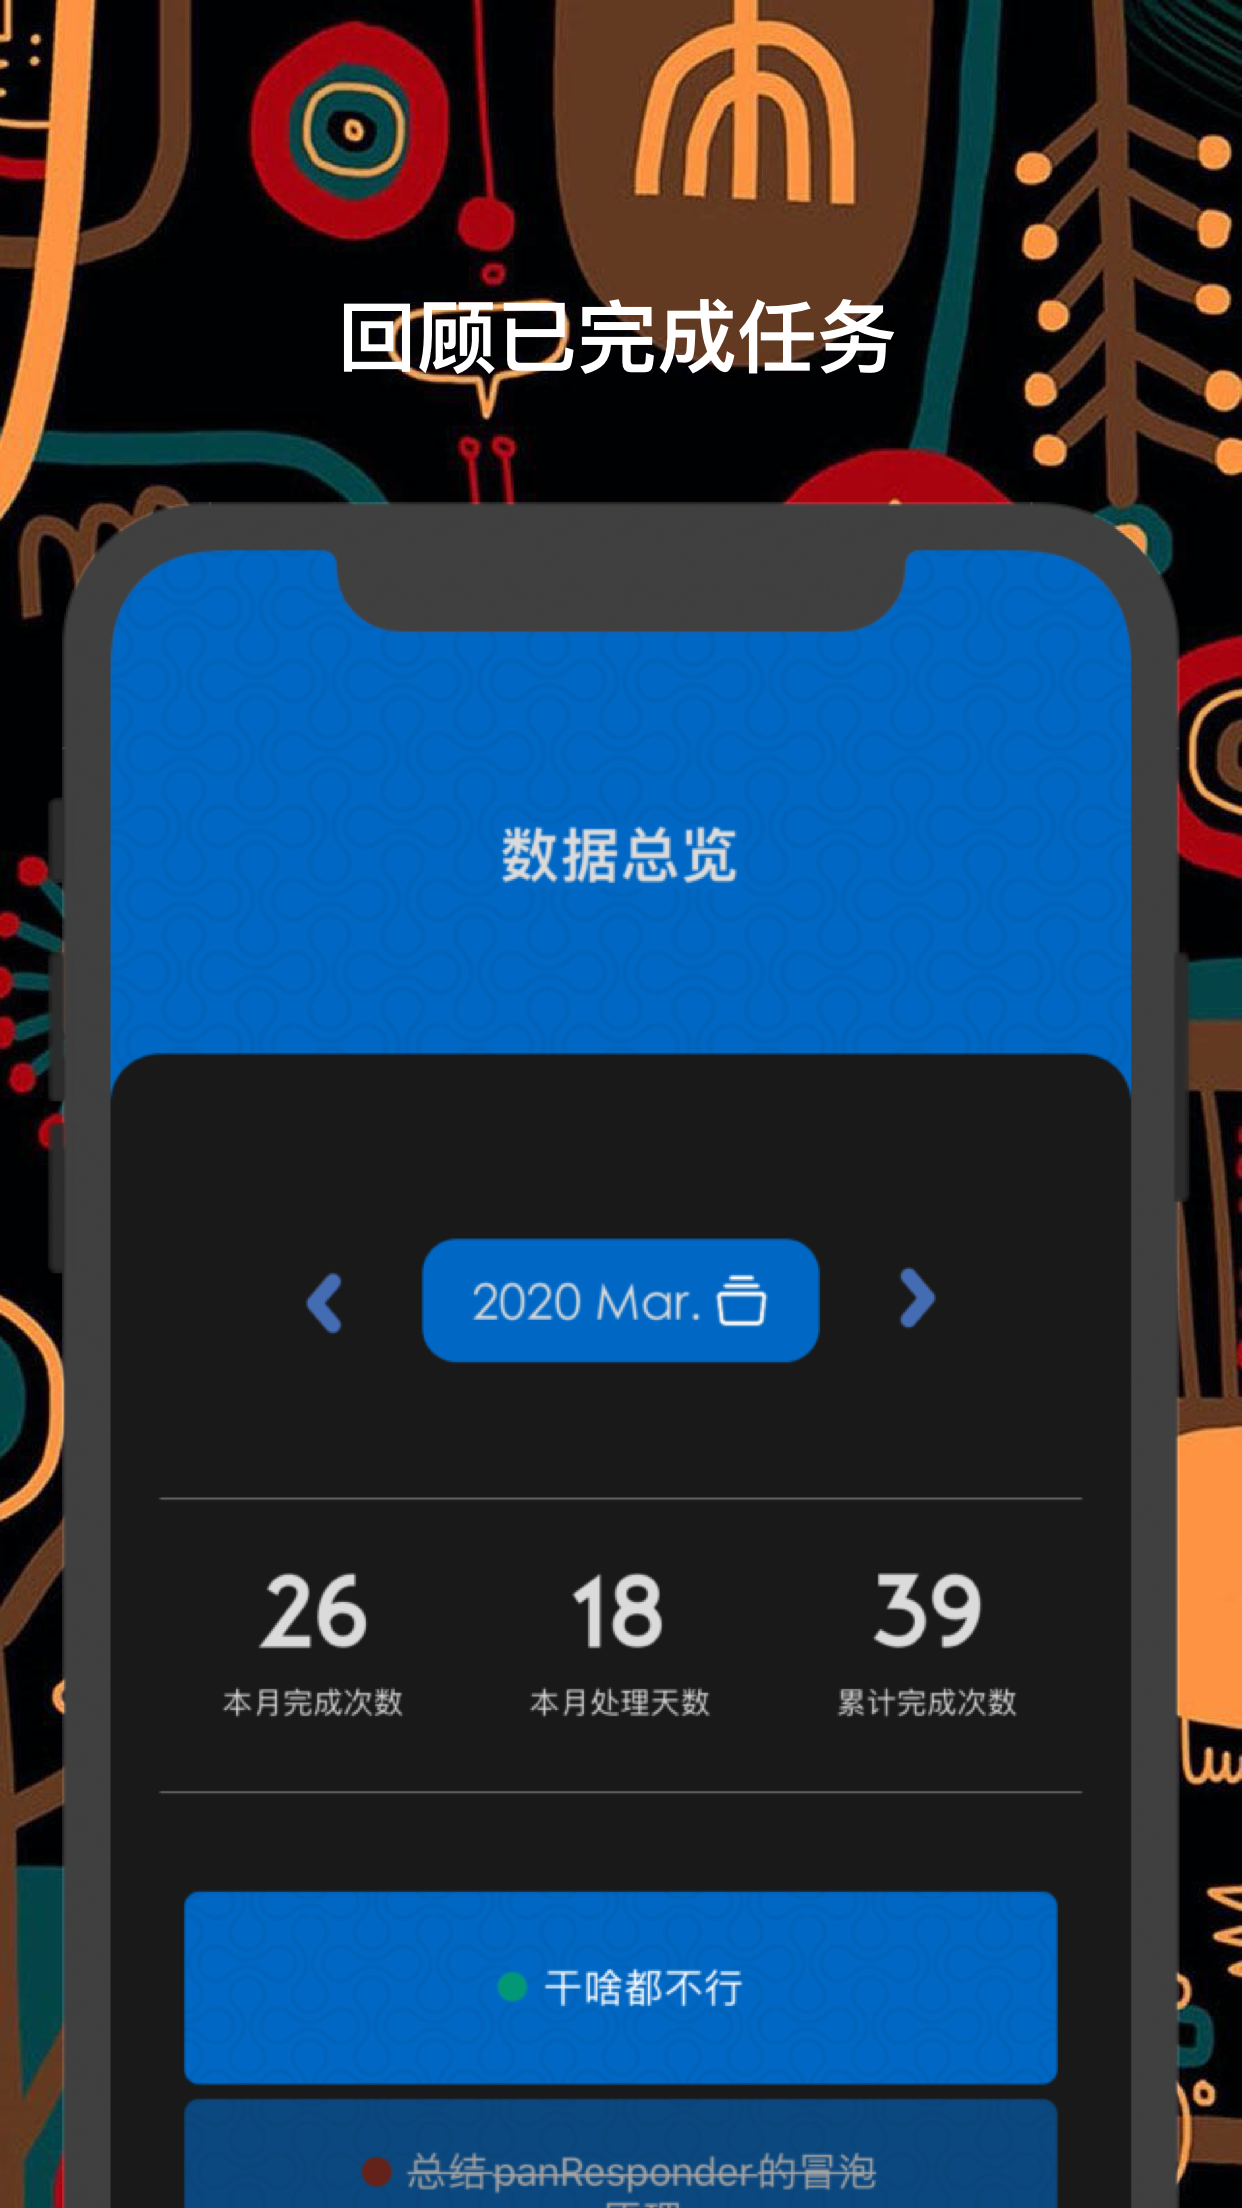 回顾已完成任务
数据总览
2020 Mar.
26 18 39
本月完成次数 本月处理天数 累计完成次数
干啥都不行
总结panResponder的冒泡
原理